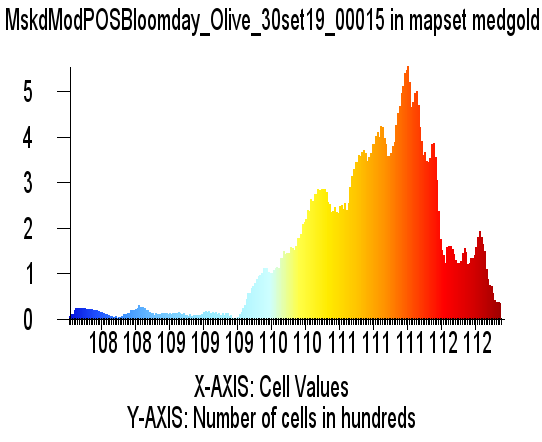 MskdModPOSBloomday_Olive_30set19_00015 in mapset medgold
5
4
3
2
1
0
108 108 109 109 109 110 110 111 111 111 112 112
X-AXIS: Cell Values
Y-AXIS: Number of cells in hundreds